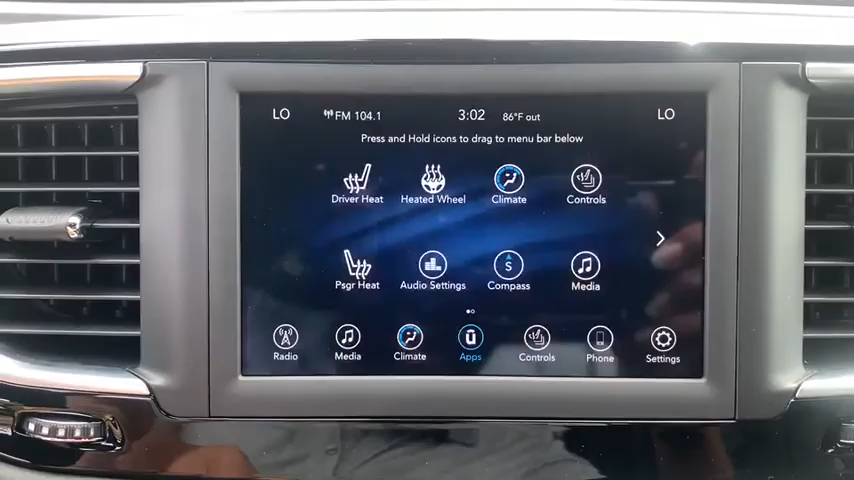 LO FM 104.1 3:02 86°F out LO
Press and Hold icons to drag to menu bar below
Driver Heat Heated Wheel Climate Controls
S
Psgr Heat Audio Settings Compass Media
Radio Media Climate Apps Controls Phone Settings